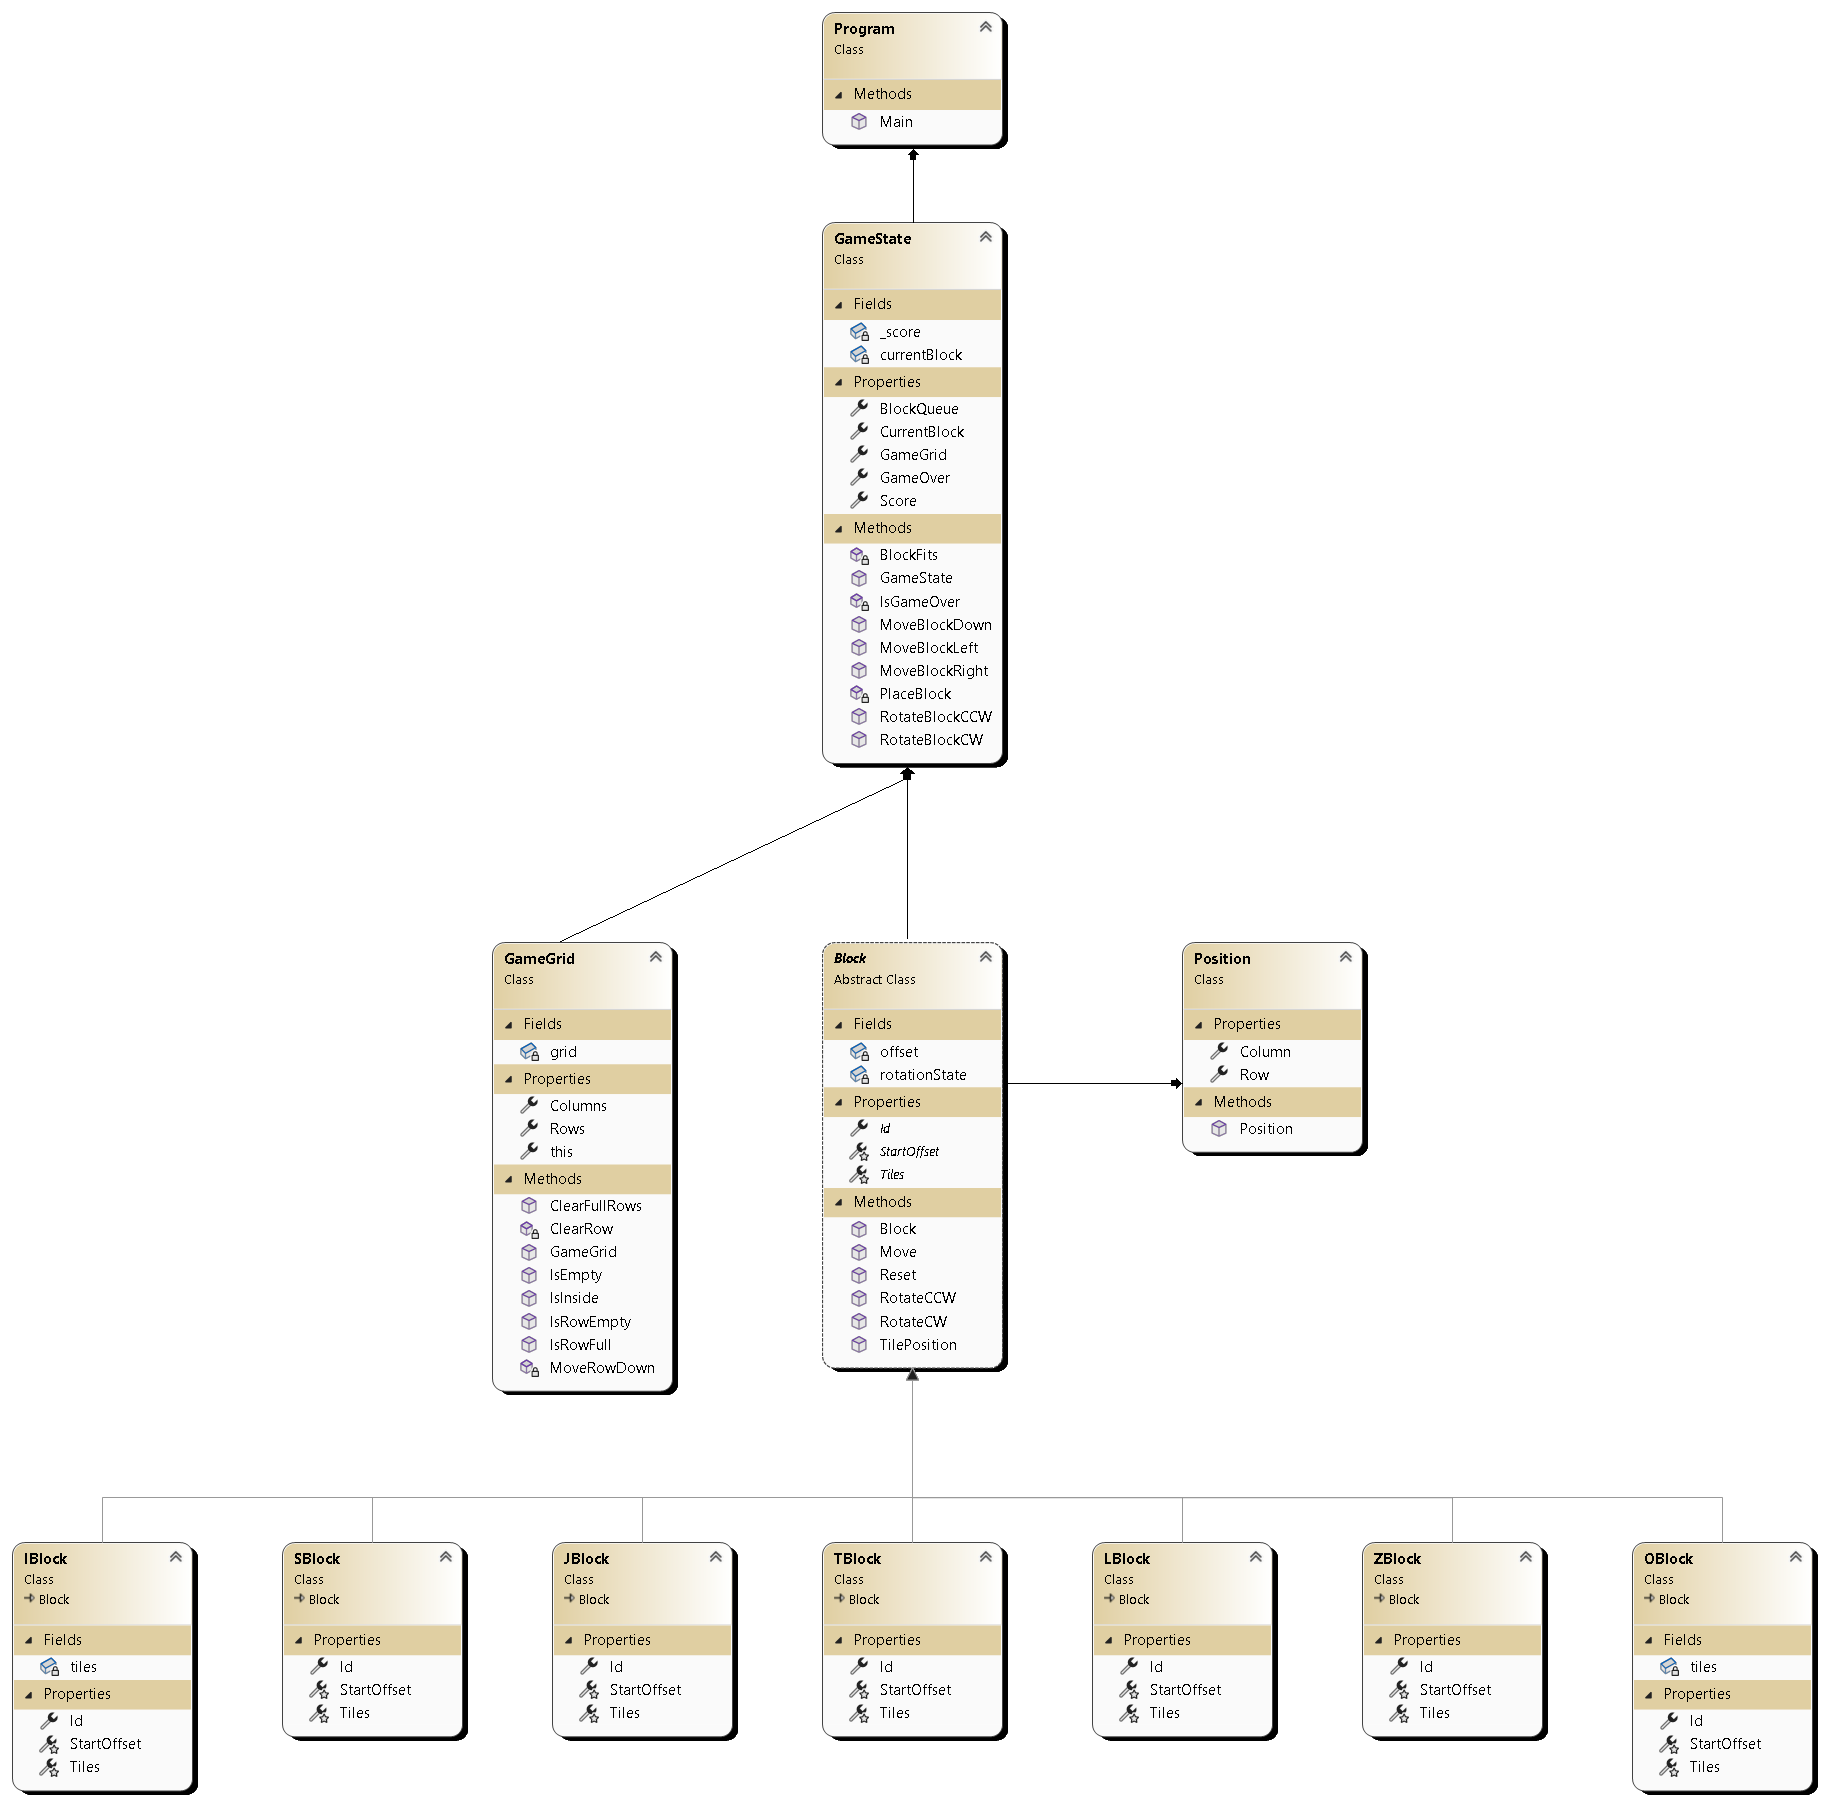 Program
Class
Methods
Main
GameState
Class
Fields
_score
currentBlock
Properties
BlockQueue
CurrentBlock
GameGrid
GameOver
Score
Methods
BlockFits
GameState
IsGameOver
MoveBlockDown
MoveBlockLeft
MoveBlockRight
PlaceBlock
RotateBlockCCW
RotateBlockCW
GameGrid
Class
Fields
grid
Properties
Columns
Rows
this
Methods
ClearFullRows
ClearRow
GameGrid
IsEmpty
IsInside
IsRowEmpty
IsRowFull
MoveRowDown
Block
Abstract Class
Fields
offset
rotationState
Properties
Id
StartOffset
Tiles
Methods
Block
Move
Reset
RotateCCW
RotateCW
TilePosition
Position
Class
Properties
Column
Row
Methods
Position
IBlock
Class
Block
Fields
tiles
Properties
Id
StartOffset
Tiles
SBlock
Class
Block
Properties
Id
StartOffset
Tiles
JBlock
Class
Block
Properties
Id
StartOffset
Tiles
TBlock
Class
Block
Properties
Id
StartOffset
Tiles
LBlock
Class
Block
Properties
Id
StartOffset
Tiles
ZBlock
Class
Block
Properties
Id
StartOffset
Tiles
OBlock
Class
Block
Fields
tiles
Properties
Id
StartOffset
Tiles